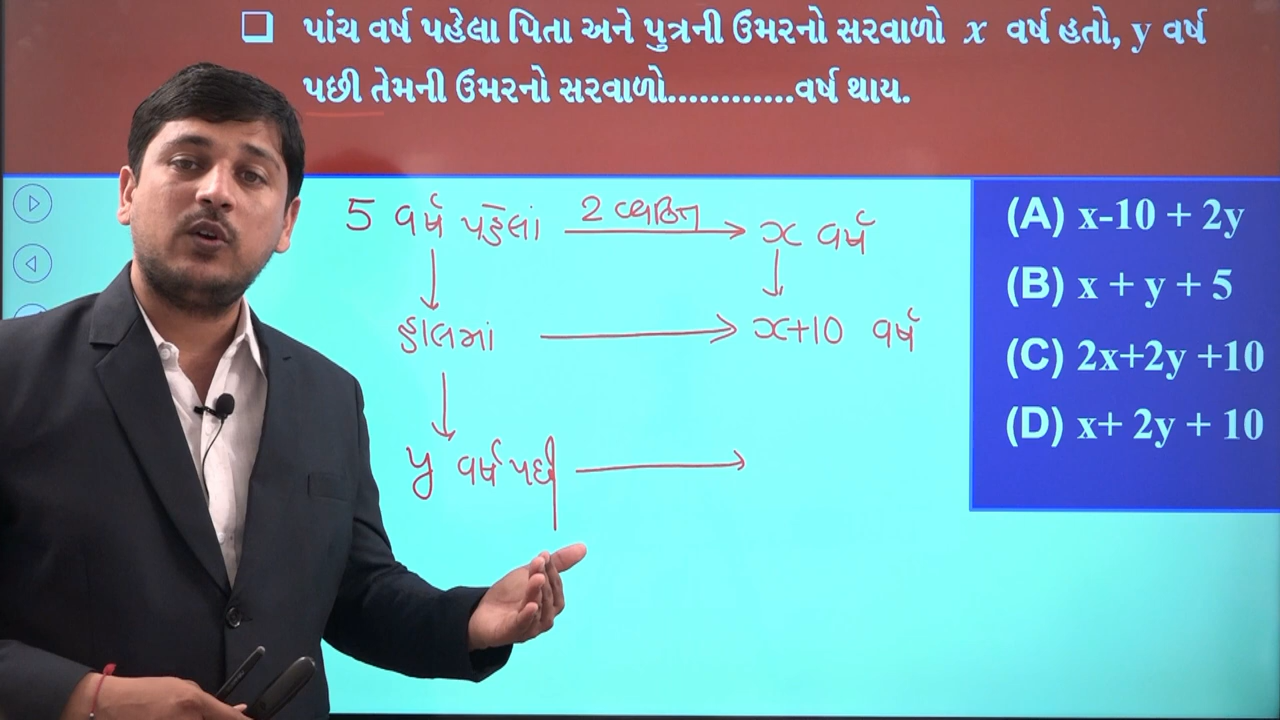 ❑ પાંચ વર્ષ પહેલા પિતા અને પુત્રની ઉંમરનો સરવાળો x વર્ષ હતો, y વર્ષ
પછી તેમની ઉંમરનો સરવાળો............વર્ષ થાય.
5 વર્ષ પહેલાં 2 વ્યક્તિ x વર્ષ
હાલમાં x+10 વર્ષ
y વર્ષ પછી
(A) x-10 + 2y
(B) x + y + 5
(C) 2x+2y +10
(D) x+ 2y + 10